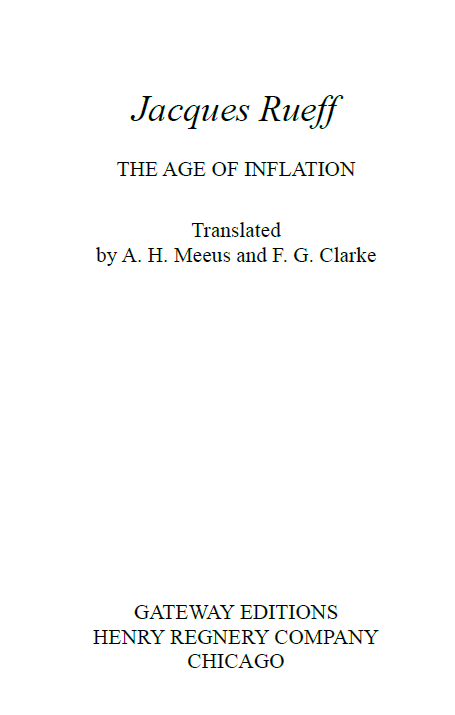 Jacques Rueff
THE AGE OF INFLATION
Translated
by A. H. Meeus and F. G. Clarke
GATEWAY EDITIONS
HENRY REGNERY COMPANY
CHICAGO